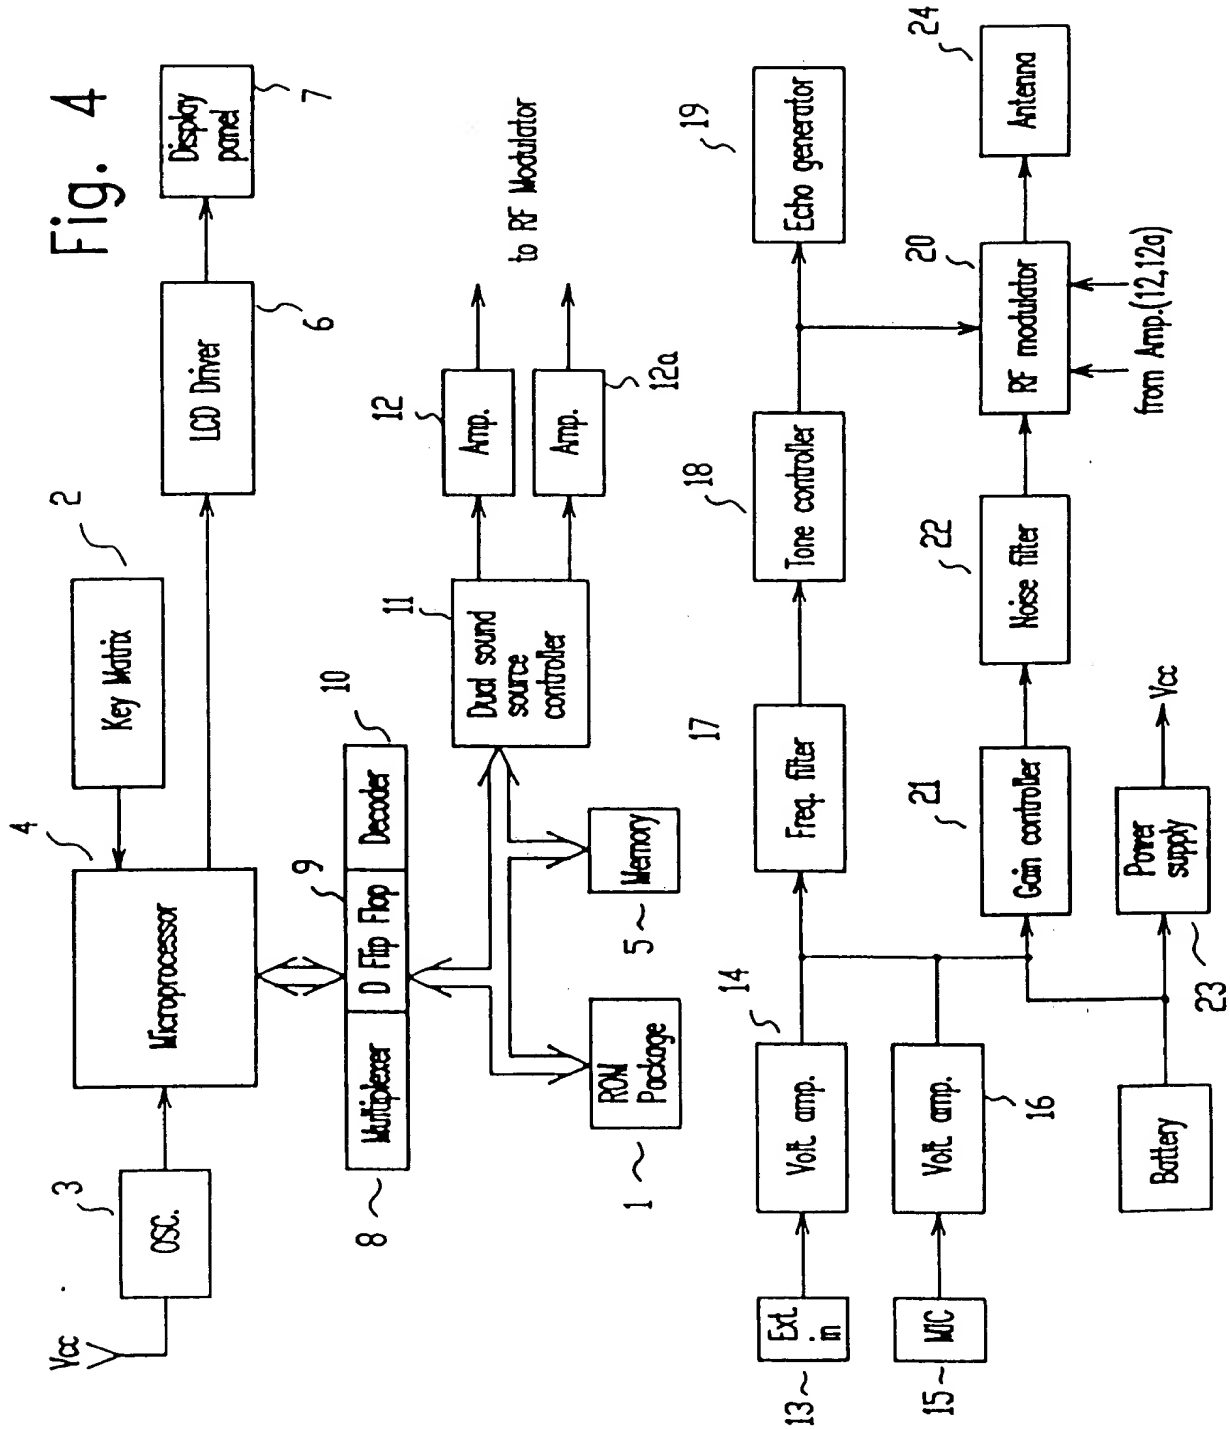 Fig. 4
Vcc
3
OSC.
4
Microprocessor
2
Key Matrix
LCD Driver
6
Display
panel
7
8
Multiplexer
9
D Flip Flop
10
Decoder
1
ROM
Package
5
Memory
11
Dual sound
source
controller
12
Amp.
Amp.
12a
to RF Modulator
13
Ext.
in
14
Volt. amp.
17
Freq. filter
18
Tone controller
19
Echo generator
15
MIC
Volt. amp.
16
21
Gain controller
22
Noise filter
20
RF modulator
24
Antenna
from Amp.(12,12a)
Battery
23
Power
supply
Vcc